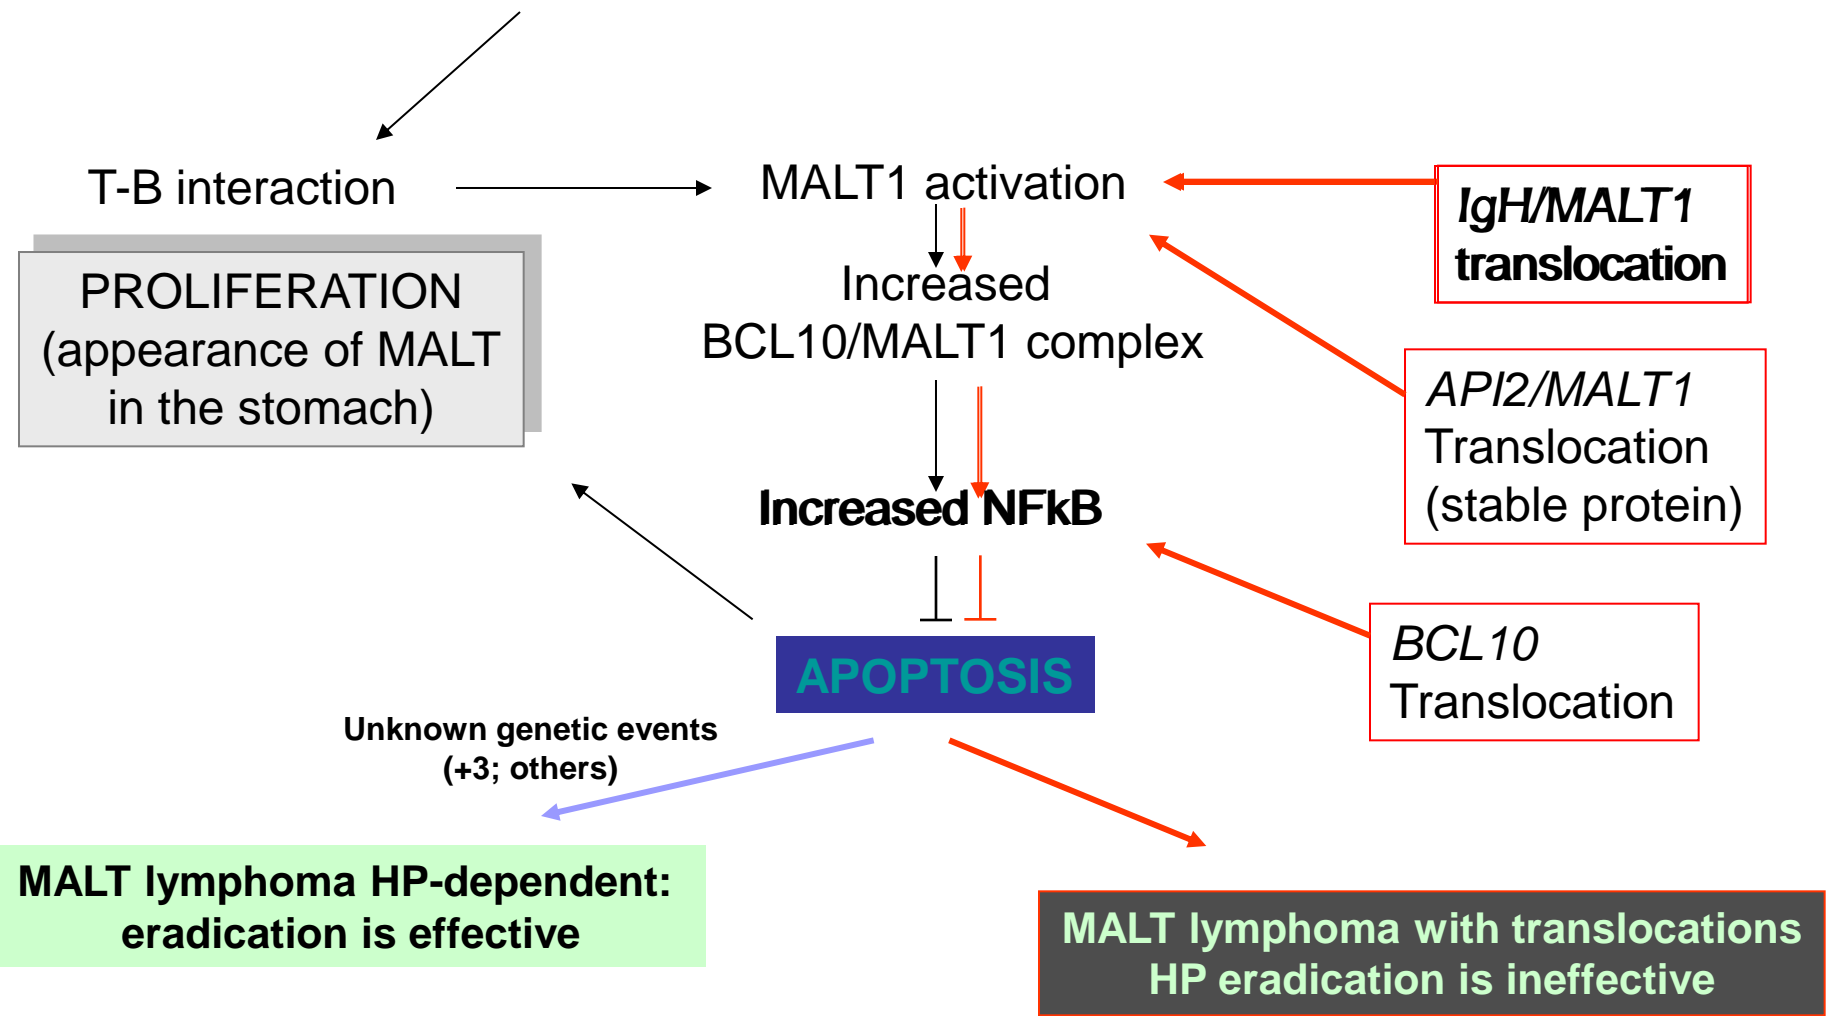 T-B interaction
PROLIFERATION
(appearance of MALT
in the stomach)
MALT1 activation
Increased
BCL10/MALT1 complex
Increased NFkB
APOPTOSIS
IgH/MALT1
translocation
API2/MALT1
Translocation
(stable protein)
BCL10
Translocation
Unknown genetic events
(+3; others)
MALT lymphoma HP-dependent:
eradication is effective
MALT lymphoma with translocations
HP eradication is ineffective